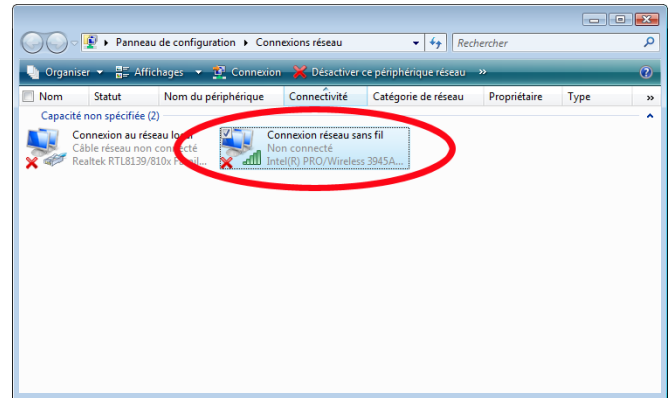 Panneau de configuration Connexions réseau Rechercher
Organiser Affichages Connexion Désactiver ce périphérique réseau »
Nom Statut Nom du périphérique Connectivité Catégorie de réseau Propriétaire Type »
Capacité non spécifiée (2)
Connexion au réseau local
Câble réseau non connecté
Realtek RTL8139/810x Famil...
Connexion réseau sans fil
Non connecté
Intel(R) PRO/Wireless 3945A...